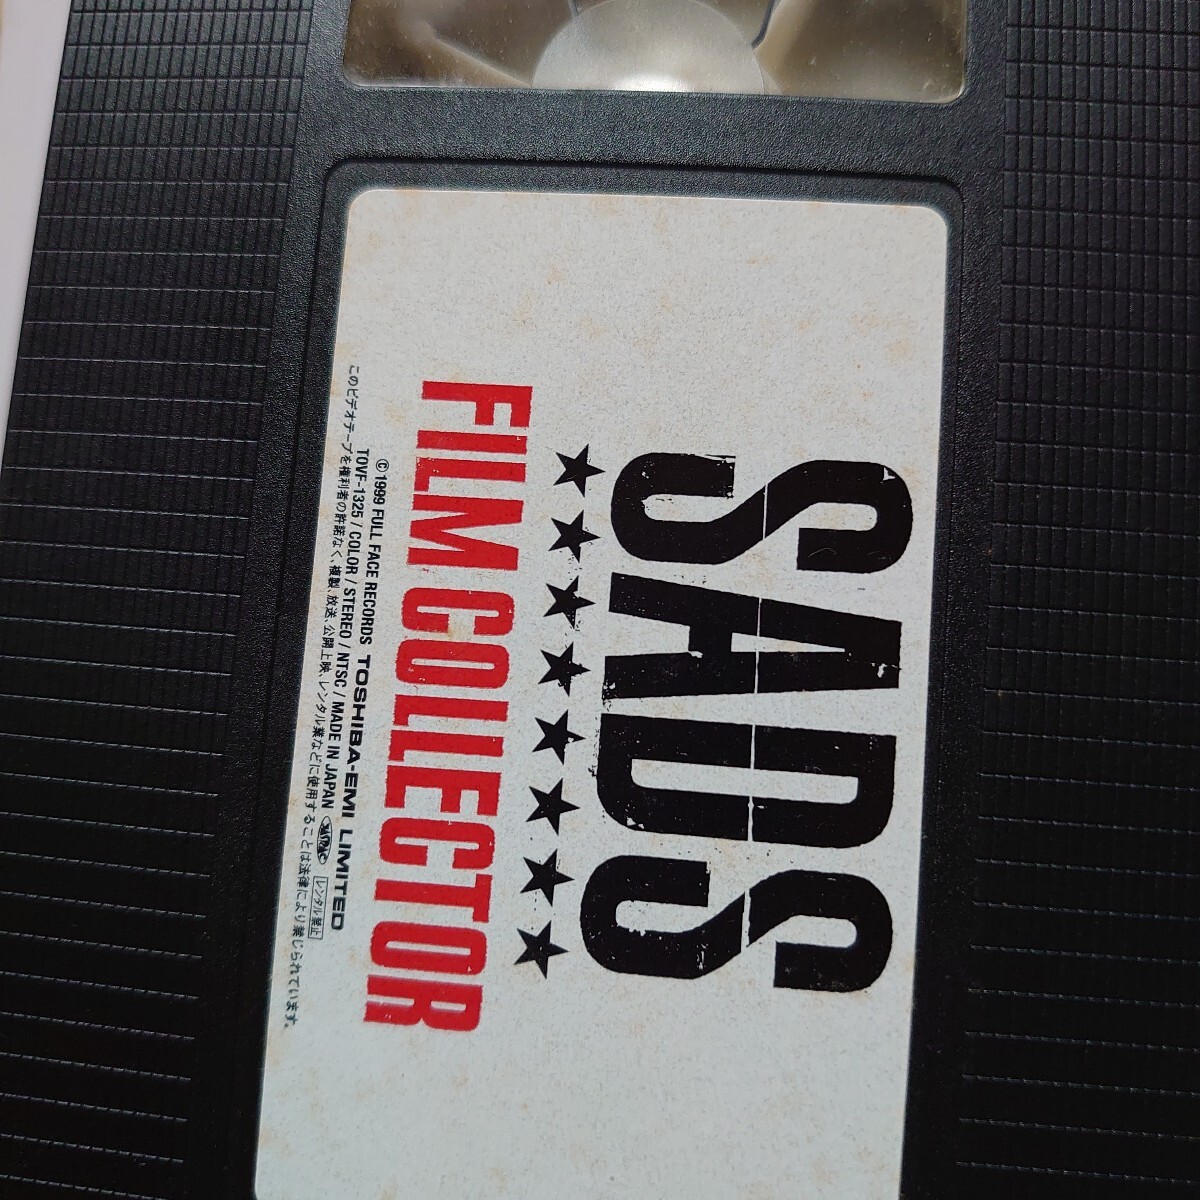 SADS
★★★★★★★★
FILM COLLECTOR
© 1999 FULL FACE RECORDS TOSHIBA-EMI LIMITED
TOVF-1325 / COLOR / STEREO / NTSC / MADE IN JAPAN JASRAC レンタル禁止
このビデオテープを権利者の許諾なく、複製、放送、公開上映、レンタル業などに使用することは法律により禁じられています。